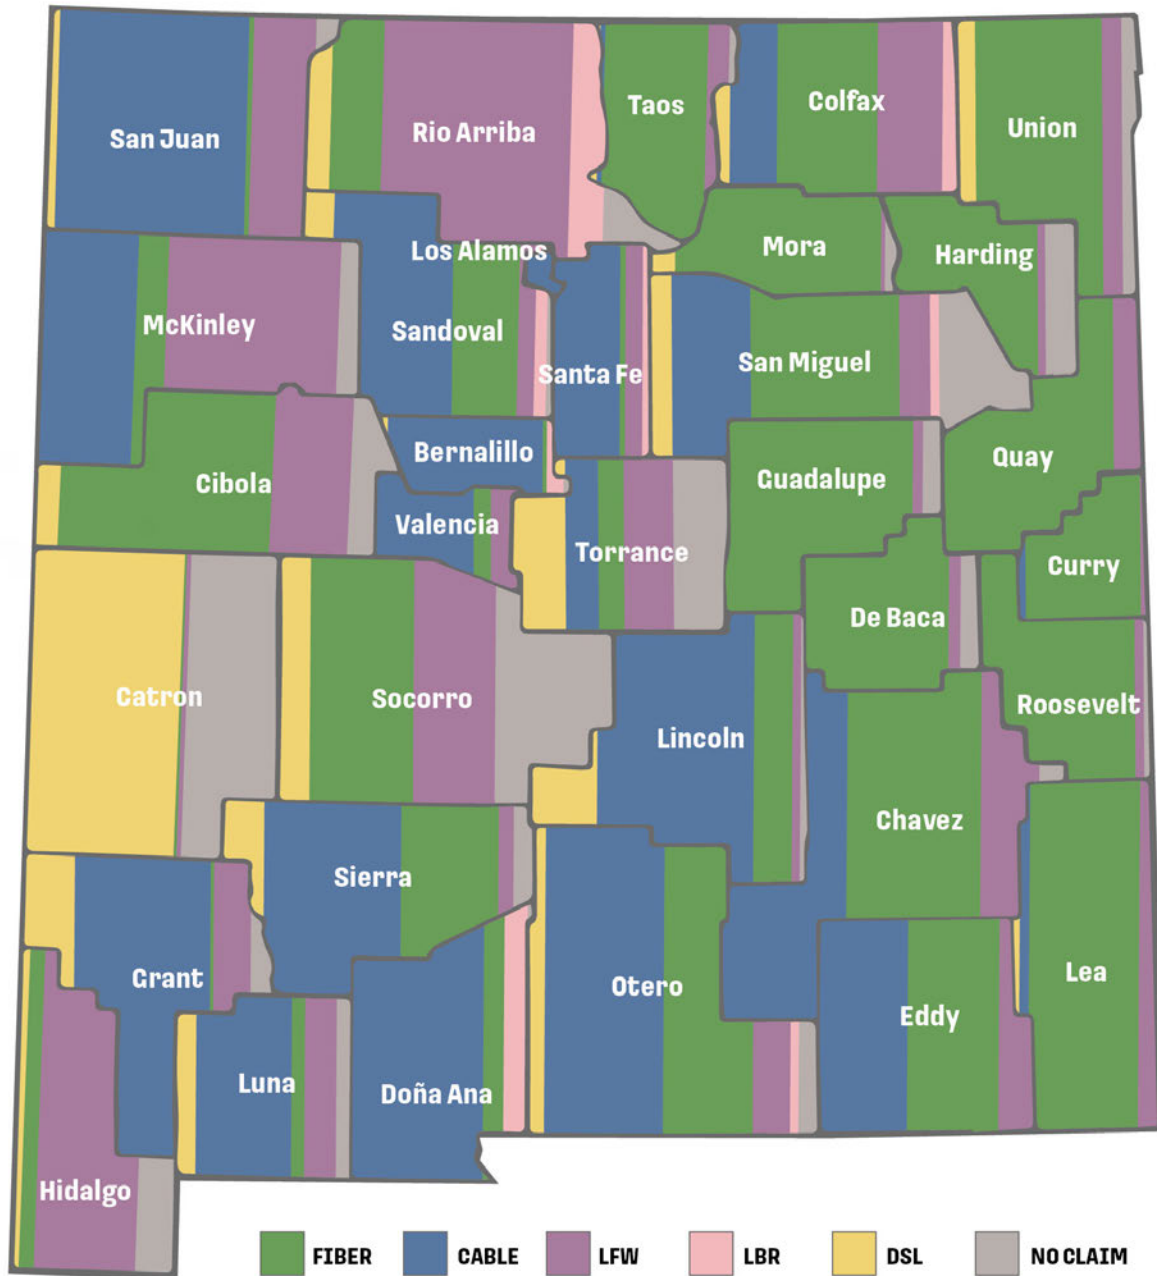 San Juan
Rio Arriba
Taos
Colfax
Union
Los Alamos
Mora
Harding
McKinley
Sandoval
Santa Fe
San Miguel
Cibola
Bernalillo
Valencia
Torrance
Guadalupe
Quay
Curry
De Baca
Catron
Socorro
Lincoln
Roosevelt
Chavez
Sierra
Grant
Otero
Eddy
Lea
Luna
Doña Ana
Hidalgo
FIBER CABLE LFW LBR DSL NO CLAIM